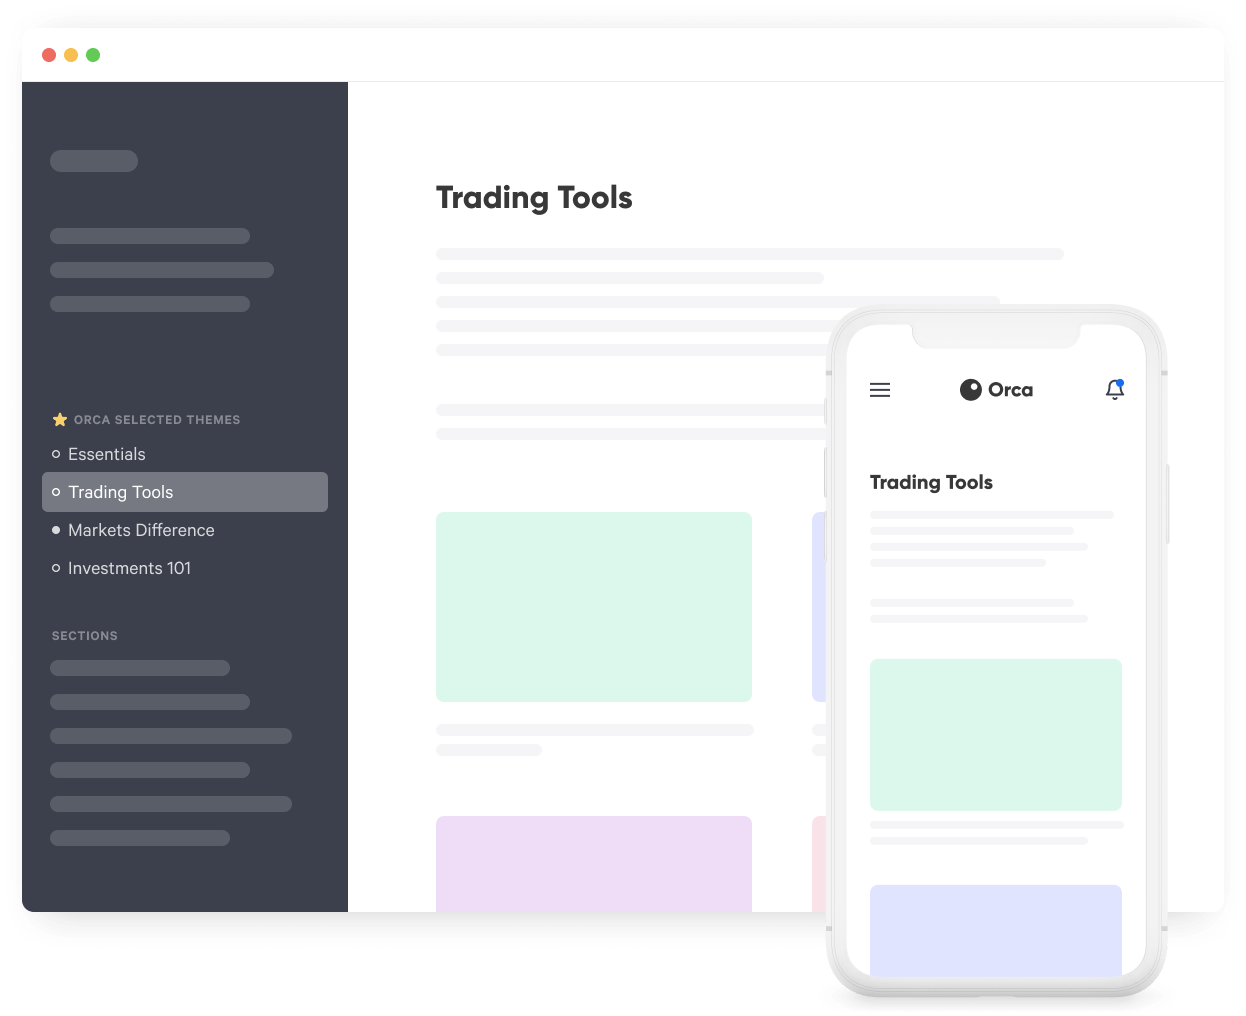 Trading Tools
ORCA SELECTED THEMES
Essentials
Trading Tools
Markets Difference
Investments 101
SECTIONS
Orca
Trading Tools